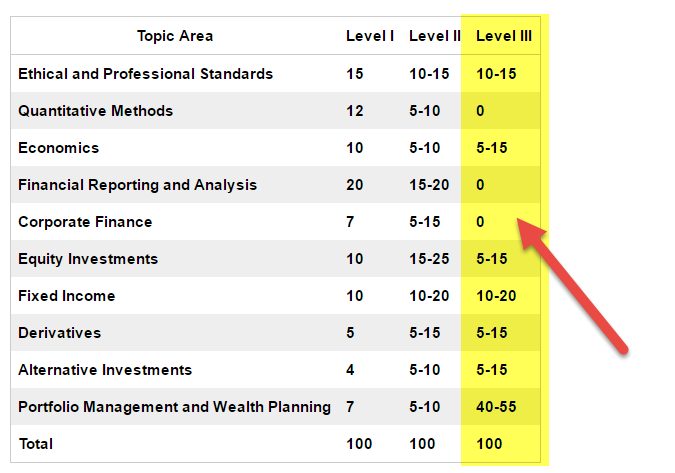 Topic Area Level I Level II Level III
Ethical and Professional Standards 15 10-15 10-15
Quantitative Methods 12 5-10 0
Economics 10 5-10 5-15
Financial Reporting and Analysis 20 15-20 0
Corporate Finance 7 5-15 0
Equity Investments 10 15-25 5-15
Fixed Income 10 10-20 10-20
Derivatives 5 5-15 5-15
Alternative Investments 4 5-10 5-15
Portfolio Management and Wealth Planning 7 5-10 40-55
Total 100 100 100